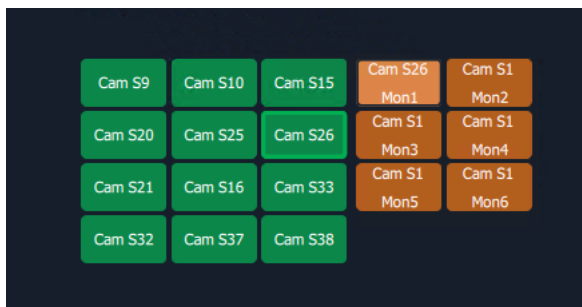 Cam S9 Cam S10 Cam S15 Cam S26 Cam S1
Mon1 Mon2
Cam S20 Cam S25 Cam S26 Cam S1 Cam S1
Mon3 Mon4
Cam S21 Cam S16 Cam S33 Cam S1 Cam S1
Mon5 Mon6
Cam S32 Cam S37 Cam S38